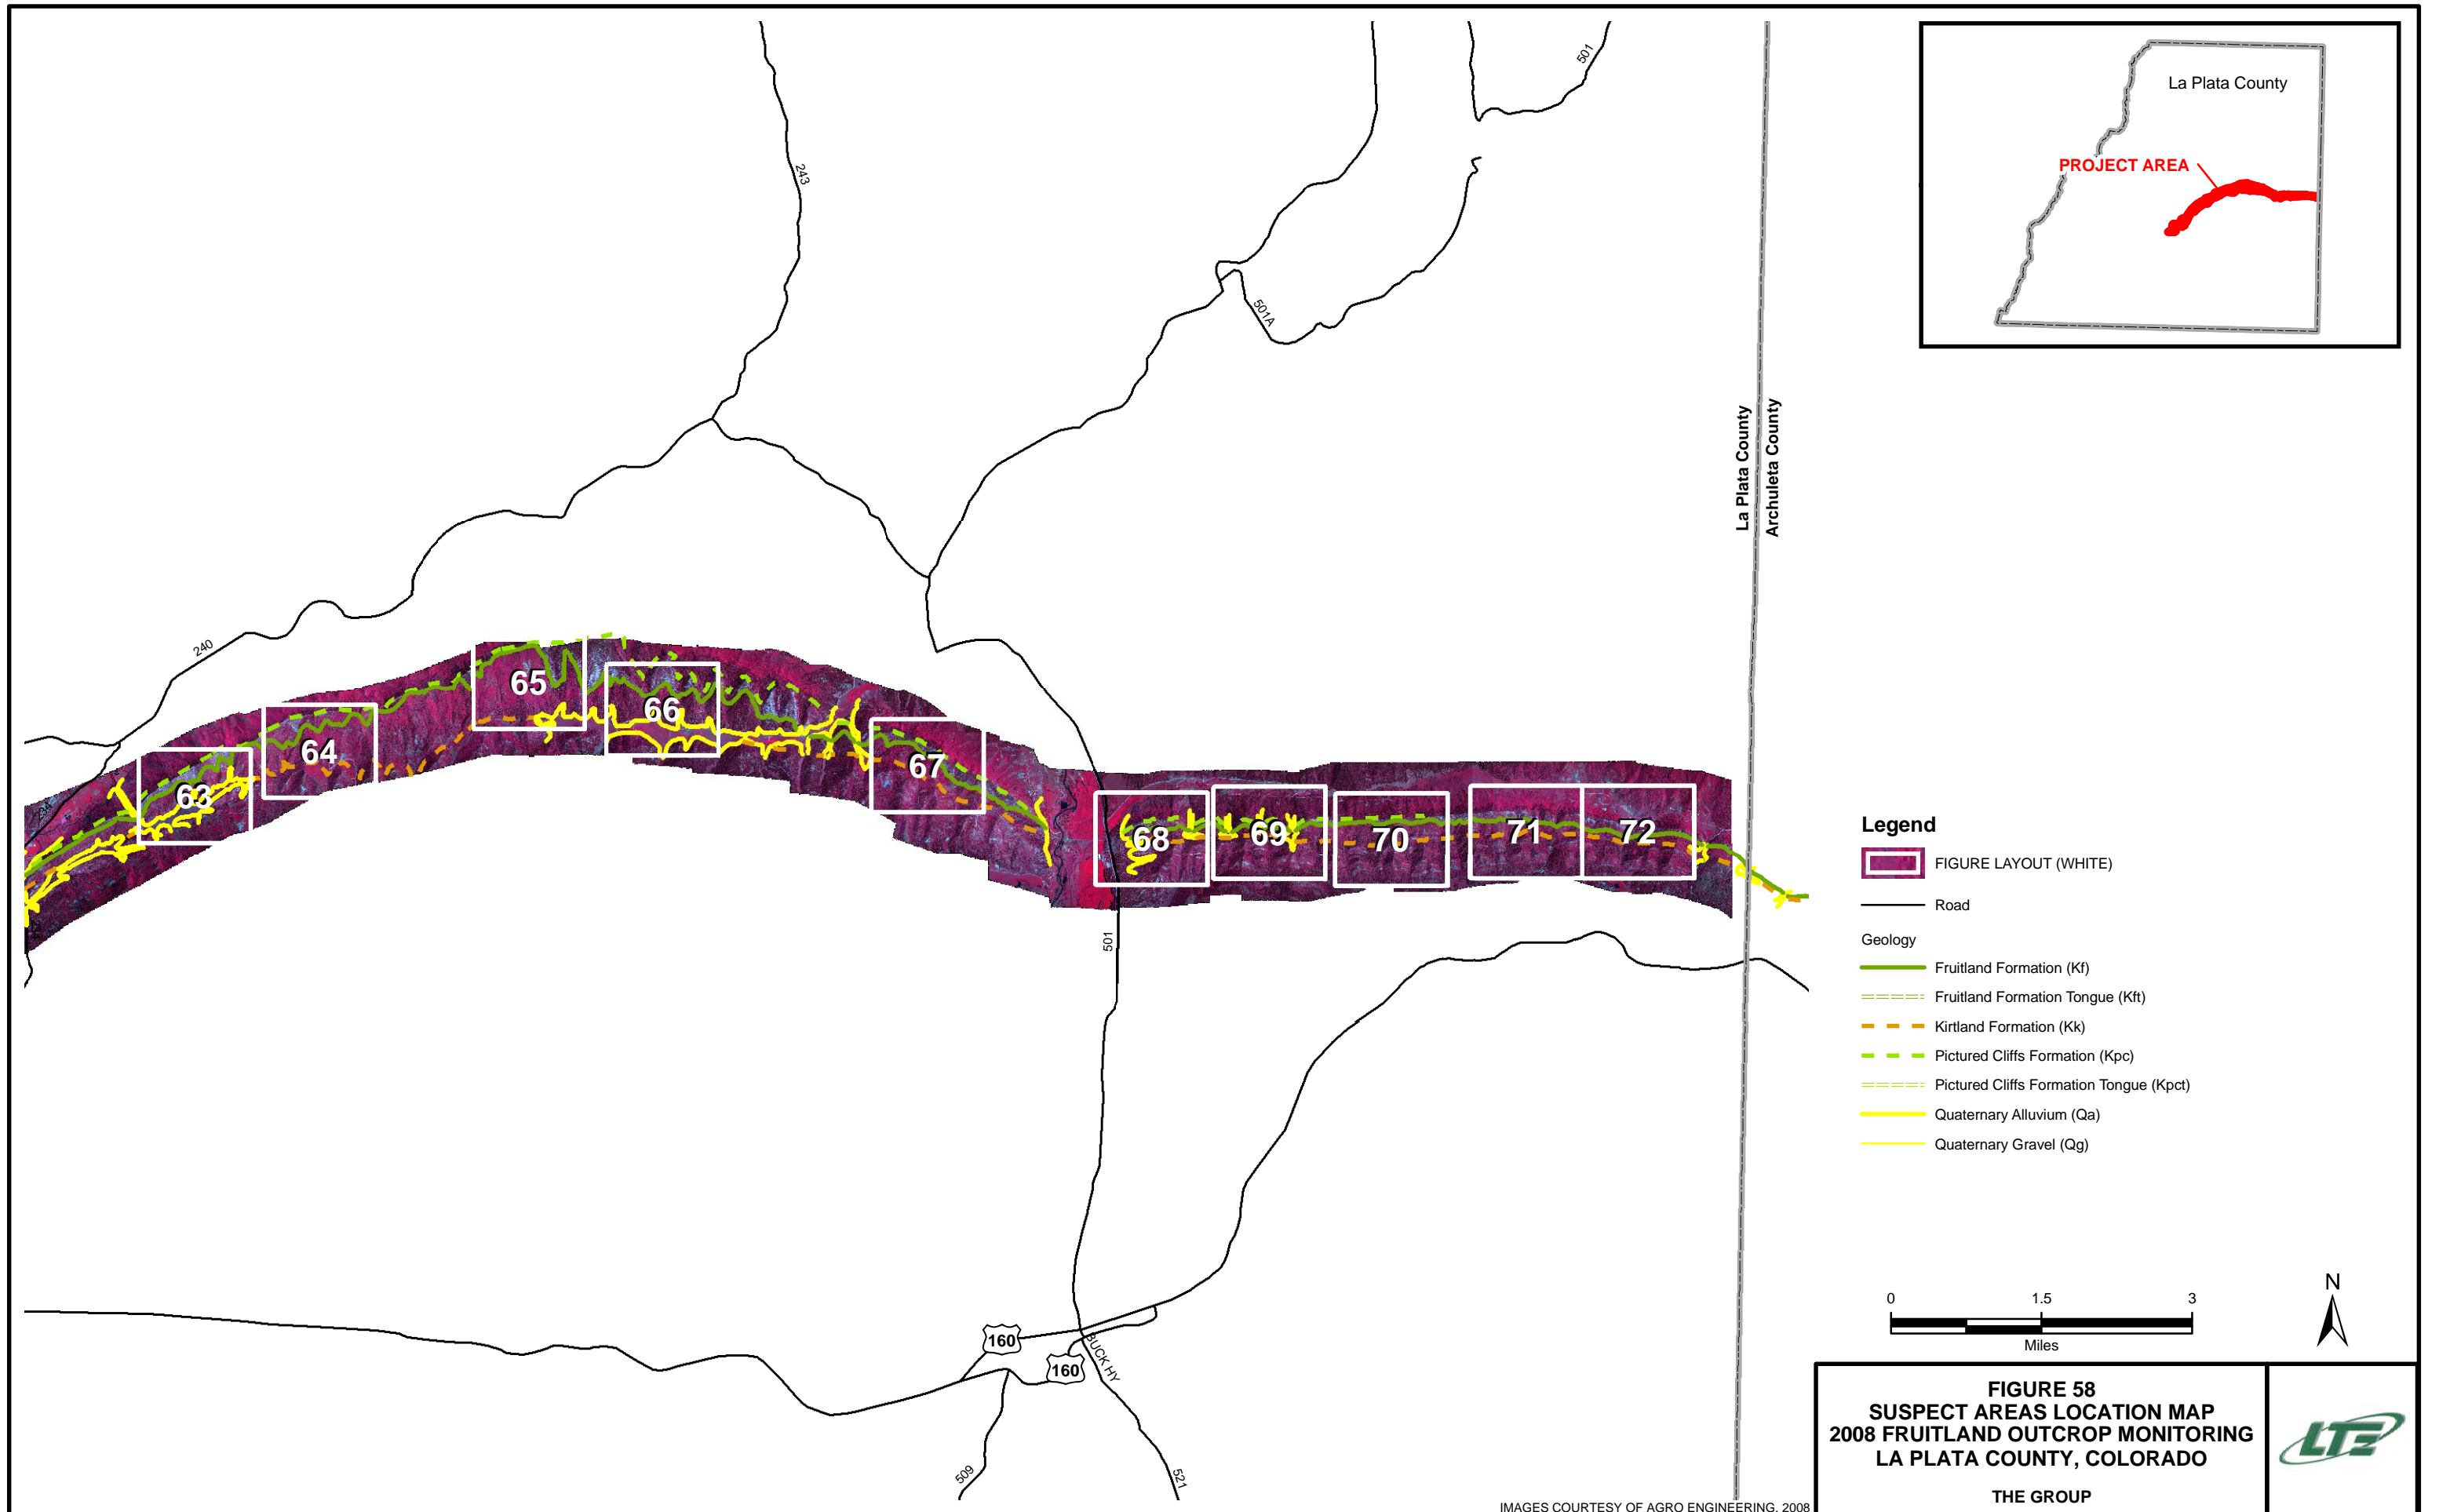 501
243
501A
La Plata County
PROJECT AREA
La Plata County
Archuleta County
240
234
63
64
65
66
67
68
69
70
71
72
501
160
160
BUCK HY
509
521
Legend
FIGURE LAYOUT (WHITE)
Road
Geology
Fruitland Formation (Kf)
Fruitland Formation Tongue (Kft)
Kirtland Formation (Kk)
Pictured Cliffs Formation (Kpc)
Pictured Cliffs Formation Tongue (Kpct)
Quaternary Alluvium (Qa)
Quaternary Gravel (Qg)
0 1.5 3
Miles
N
FIGURE 58
SUSPECT AREAS LOCATION MAP
2008 FRUITLAND OUTCROP MONITORING
LA PLATA COUNTY, COLORADO
THE GROUP
LTE
IMAGES COURTESY OF AGRO ENGINEERING, 2008